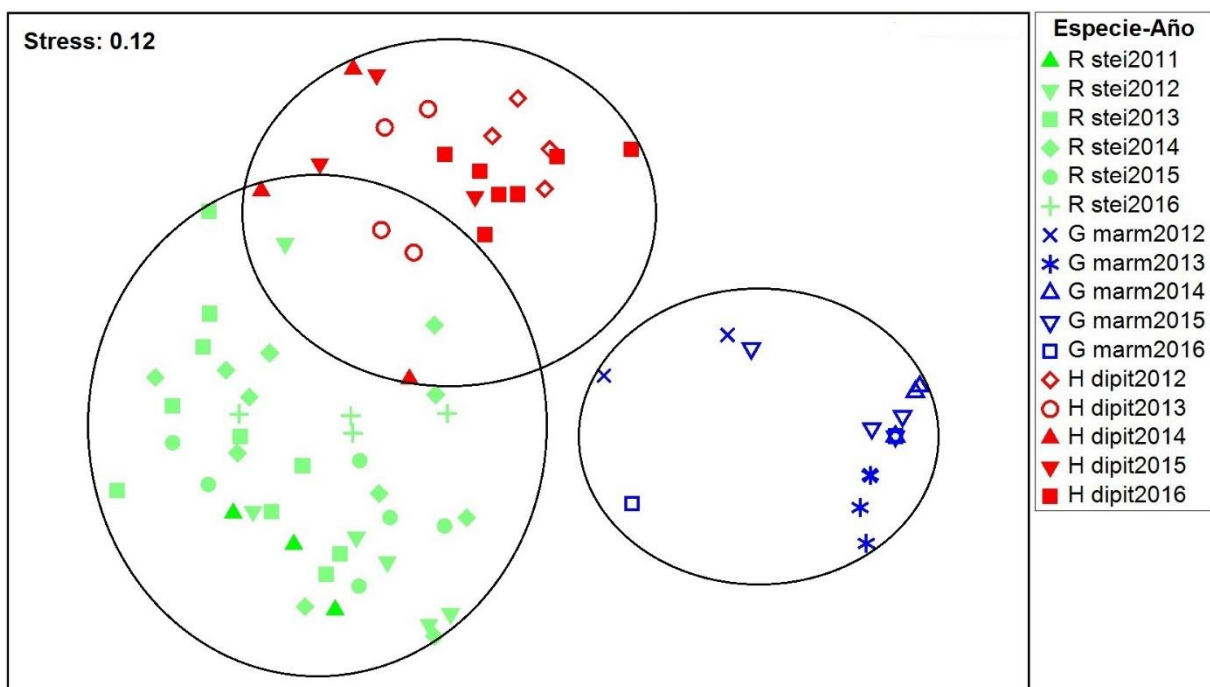 Stress: 0.12
Especie-Año
R stei2011
R stei2012
R stei2013
R stei2014
R stei2015
R stei2016
G marm2012
G marm2013
G marm2014
G marm2015
G marm2016
H dipit2012
H dipit2013
H dipit2014
H dipit2015
H dipit2016